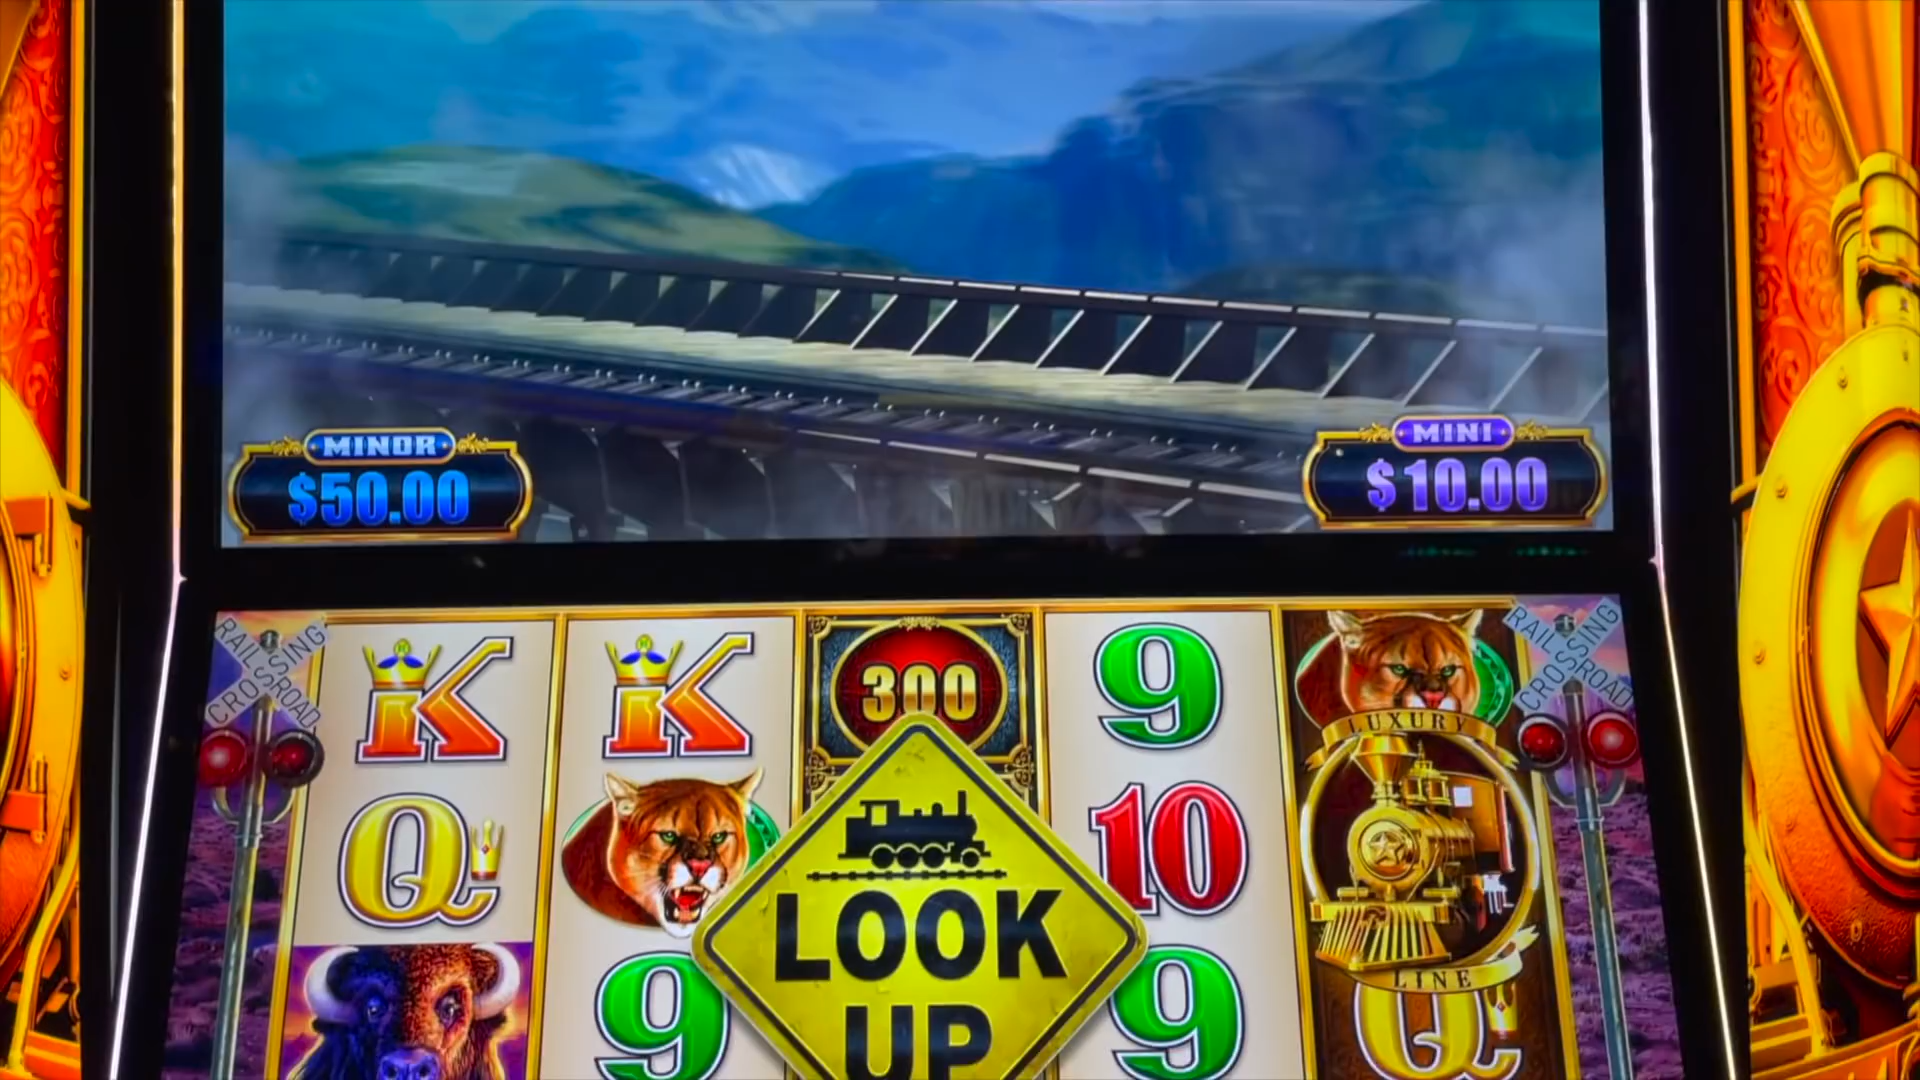 MINOR
$50.00
MINI
$10.00
RAILROAD
CROSSING
K
K
300
9
RAILROAD
CROSSING
LUXURY
LINE
Q
10
LOOK
UP
9
9
Q